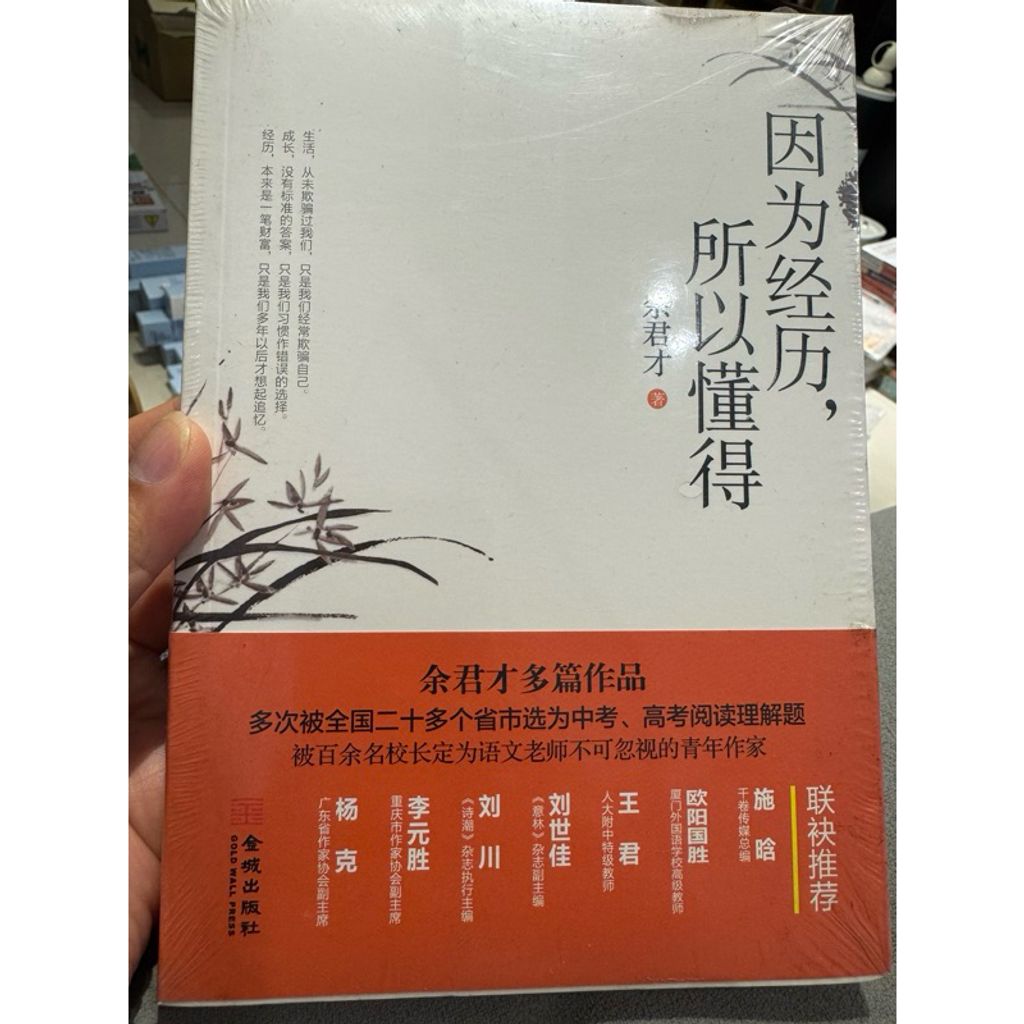 因为经历，
所以懂得
余君才 著
生活，从未欺骗过我们，只是我们经常欺骗自己。
成长，没有标准的答案，只是我们习惯作错误的选择。
经历，本来是一笔财富，只是我们多年以后才想起追忆。
余君才多篇作品
多次被全国二十多个省市选为中考、高考阅读理解题
被百余名校长定为语文老师不可忽视的青年作家
联袂推荐
施晗
千卷传媒总编
欧阳国胜
厦门外国语学校高级教师
王君
人大附中特级教师
刘世佳
《意林》杂志副主编
刘川
《诗潮》杂志执行主编
李元胜
重庆市作家协会副主席
杨克
广东省作家协会副主席
金城出版社
GOLD WALL PRESS